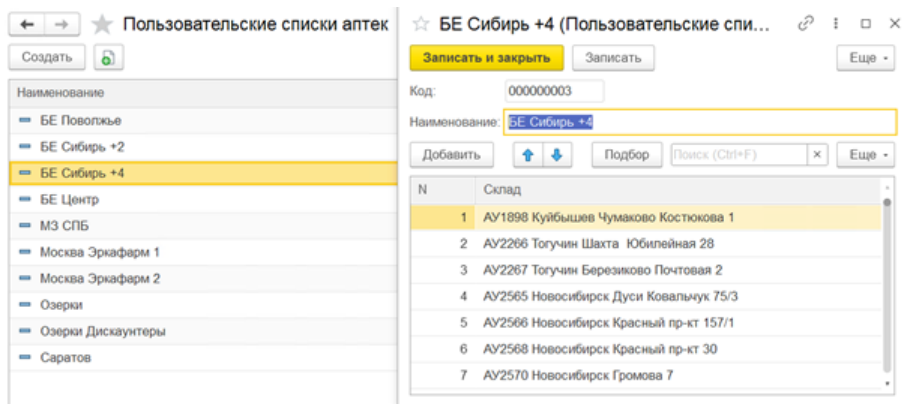 Пользовательские списки аптек
Создать
Наименование
БЕ Поволжье
БЕ Сибирь +2
БЕ Сибирь +4
БЕ Центр
МЗ СПБ
Москва Эркафарм 1
Москва Эркафарм 2
Озерки
Озерки Дискаунтеры
Саратов
БЕ Сибирь +4 (Пользовательские спи...
Записать и закрыть Записать Еще
Код: 000000003
Наименование: БЕ Сибирь +4
Добавить Подбор Поиск (Ctrl+F) × Еще
N Склад
1 АУ1898 Куйбышев Чумаково Костюкова 1
2 АУ2266 Тогучин Шахта Юбилейная 28
3 АУ2267 Тогучин Березиково Почтовая 2
4 АУ2565 Новосибирск Дуси Ковальчук 75/3
5 АУ2566 Новосибирск Красный пр-кт 157/1
6 АУ2568 Новосибирск Красный пр-кт 30
7 АУ2570 Новосибирск Громова 7